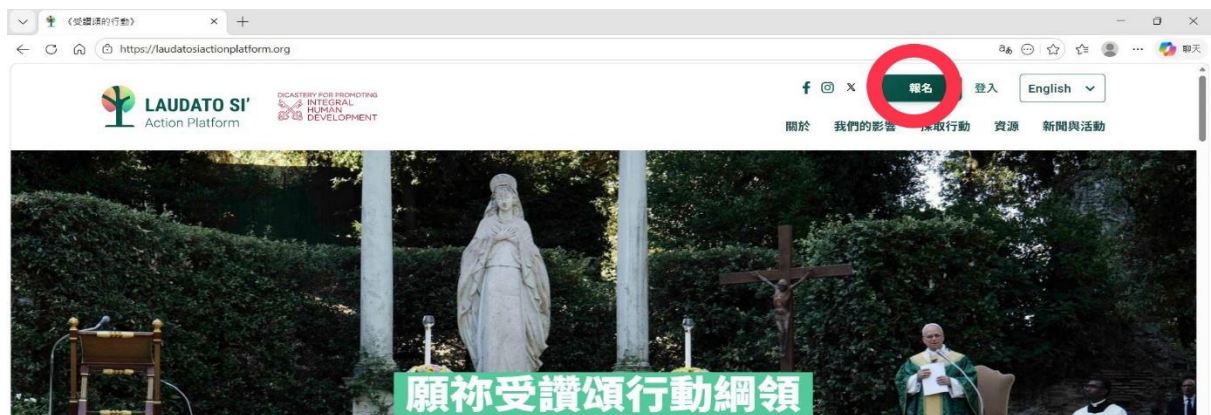 《受讚頌的行動》
https://laudatosiactionplatform.org
聊天
LAUDATO SI'
Action Platform
DICASTERY FOR PROMOTING
INTEGRAL
HUMAN
DEVELOPMENT
報名
登入
English
關於 我們的影響 採取行動 資源 新聞與活動
願祢受讚頌行動綱領